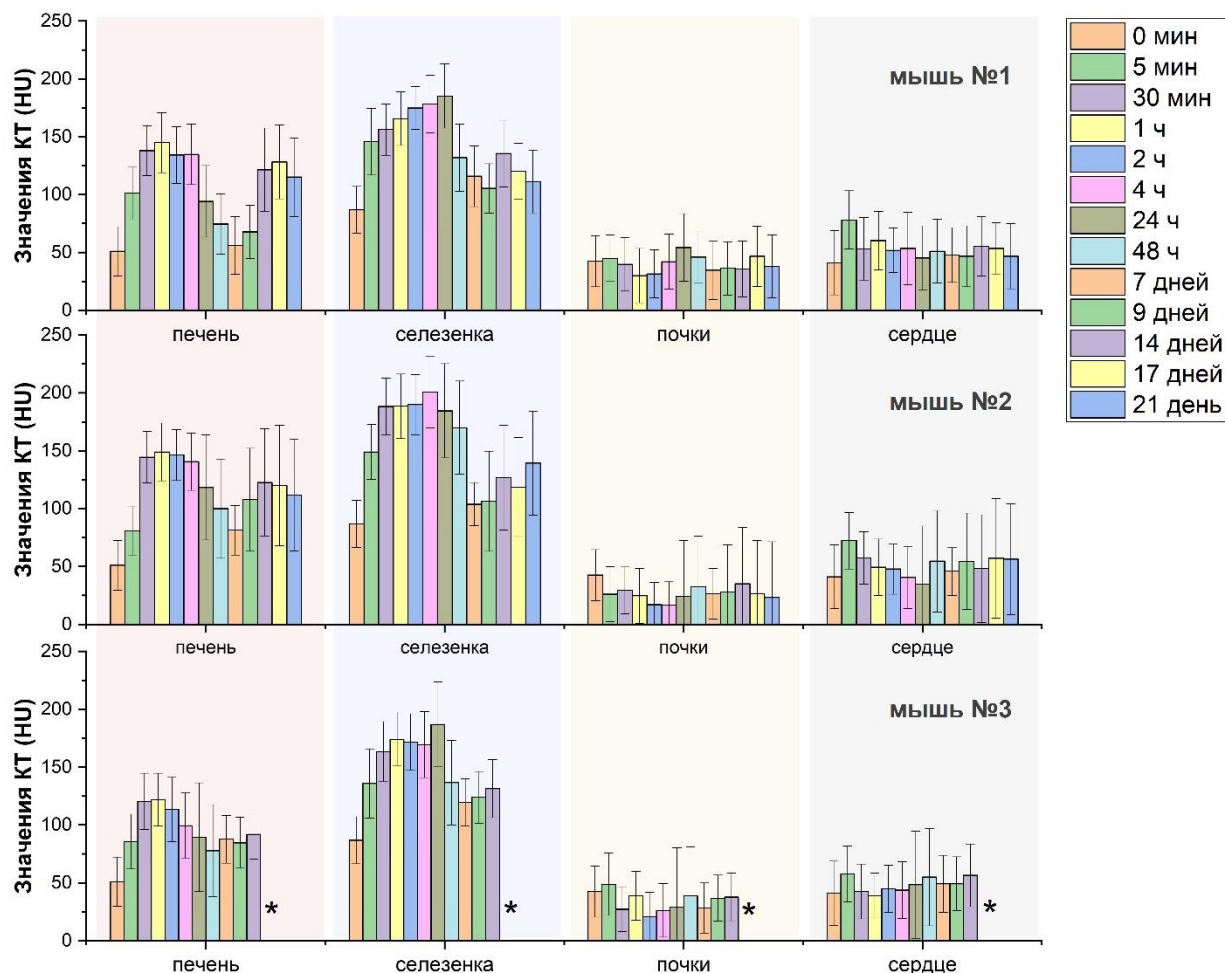 250
200
150
100
50
0
Значения КТ (HU)
мышь №1
печень селезенка почки сердце
250
200
150
100
50
0
Значения КТ (HU)
мышь №2
печень селезенка почки сердце
250
200
150
100
50
0
Значения КТ (HU)
мышь №3
* * * *
печень селезенка почки сердце
0 мин
5 мин
30 мин
1 ч
2 ч
4 ч
24 ч
48 ч
7 дней
9 дней
14 дней
17 дней
21 день